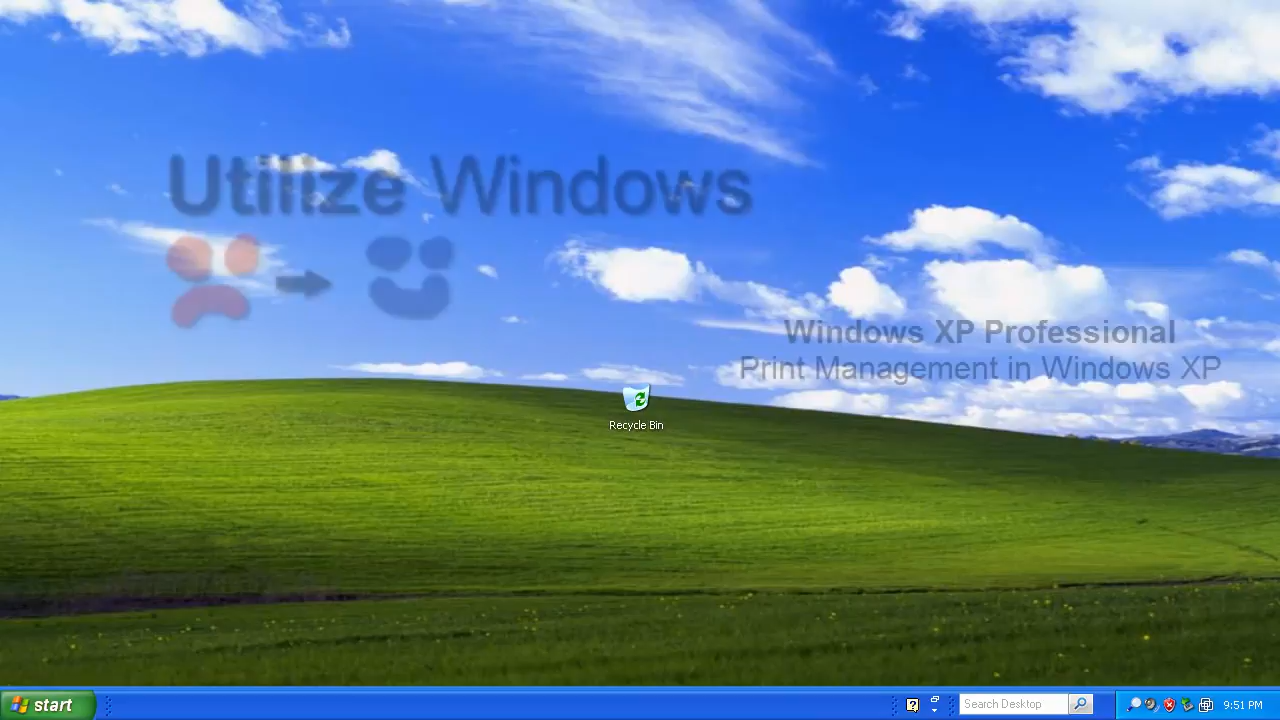 Utilize Windows
Windows XP Professional
Print Management in Windows XP
Recycle Bin
start
?
Search Desktop
9:51 PM